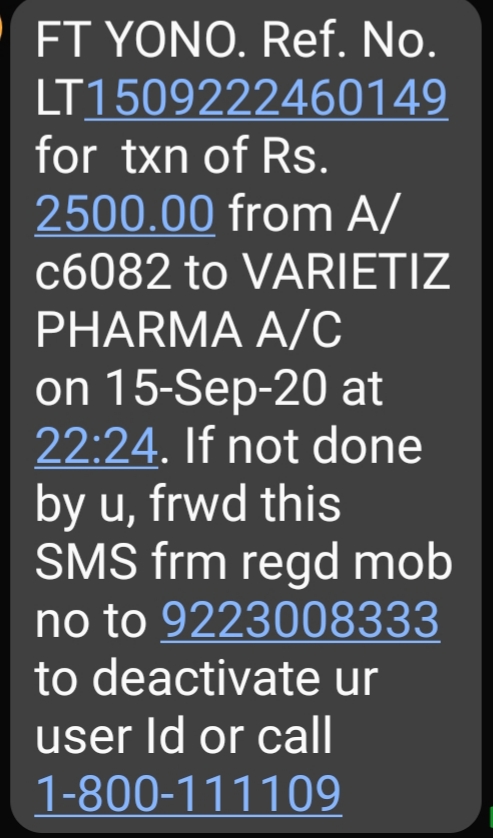 FT YONO. Ref. No.
LT1509222460149
for  txn of Rs.
2500.00 from A/
c6082 to VARIETIZ
PHARMA A/C
on 15-Sep-20 at
22:24. If not done
by u, frwd this
SMS frm regd mob
no to 9223008333
to deactivate ur
user Id or call
1-800-111109